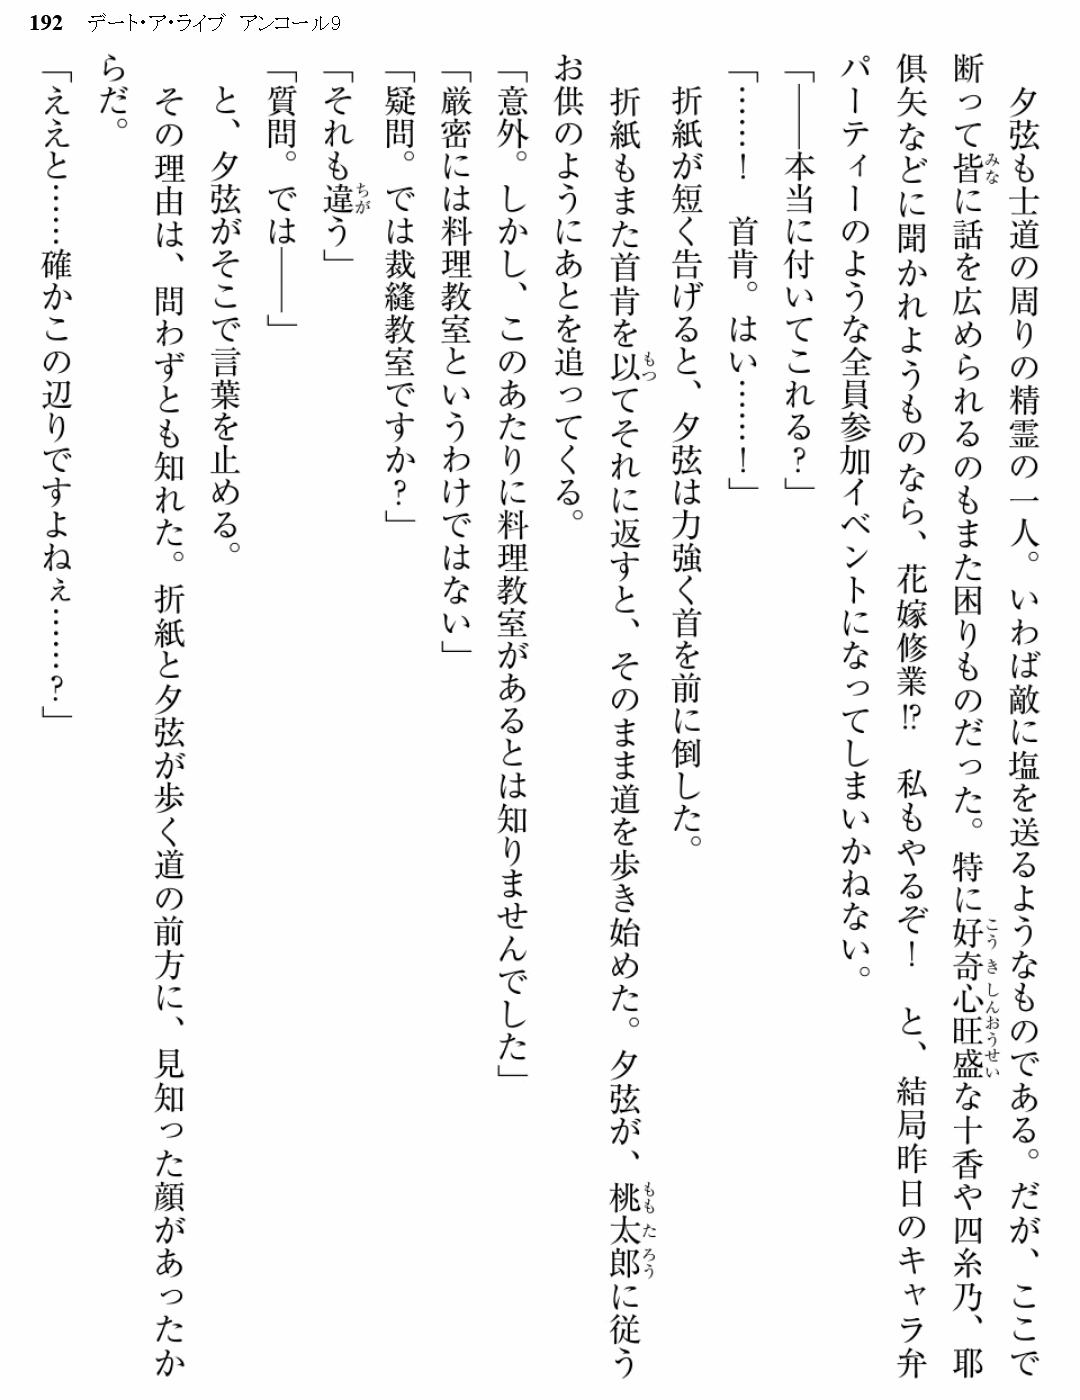 192 デート・ア・ライブ アンコール9
夕弦も士道の周りの精霊の一人。いわば敵に塩を送るようなものである。だが、ここで
断って皆に話を広められるのもまた困りものだった。特に好奇心旺盛な十香や四糸乃、耶
俱矢などに聞かれようものなら、花嫁修業!? 私もやるぞ! と、結局昨日のキャラ弁
パーティーのような全員参加イベントになってしまいかねない。
「――本当に付いてこれる?」
「……! 首肯。はい……!」
折紙が短く告げると、夕弦は力強く首を前に倒した。
折紙もまた首肯を以てそれに返すと、そのまま道を歩き始めた。夕弦が、桃太郎に従う
お供のようにあとを追ってくる。
「意外。しかし、このあたりに料理教室があるとは知りませんでした」
「厳密には料理教室というわけではない」
「疑問。では裁縫教室ですか?」
「それも違う」
「質問。では――」
と、夕弦がそこで言葉を止める。
その理由は、問わずとも知れた。折紙と夕弦が歩く道の前方に、見知った顔があったか
らだ。
「ええと……確かこの辺りですよねぇ……?」